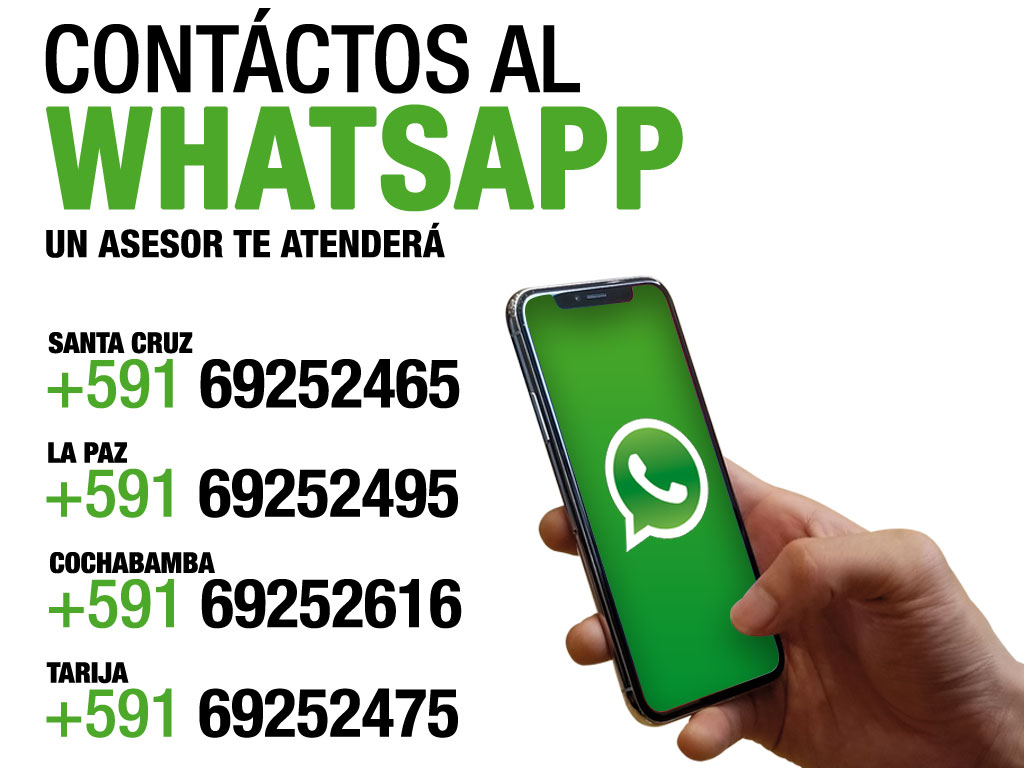 CONTÁCTOS AL
WHATSAPP
UN ASESOR TE ATENDERÁ
SANTA CRUZ
+591 69252465
LA PAZ
+591 69252495
COCHABAMBA
+591 69252616
TARIJA
+591 69252475